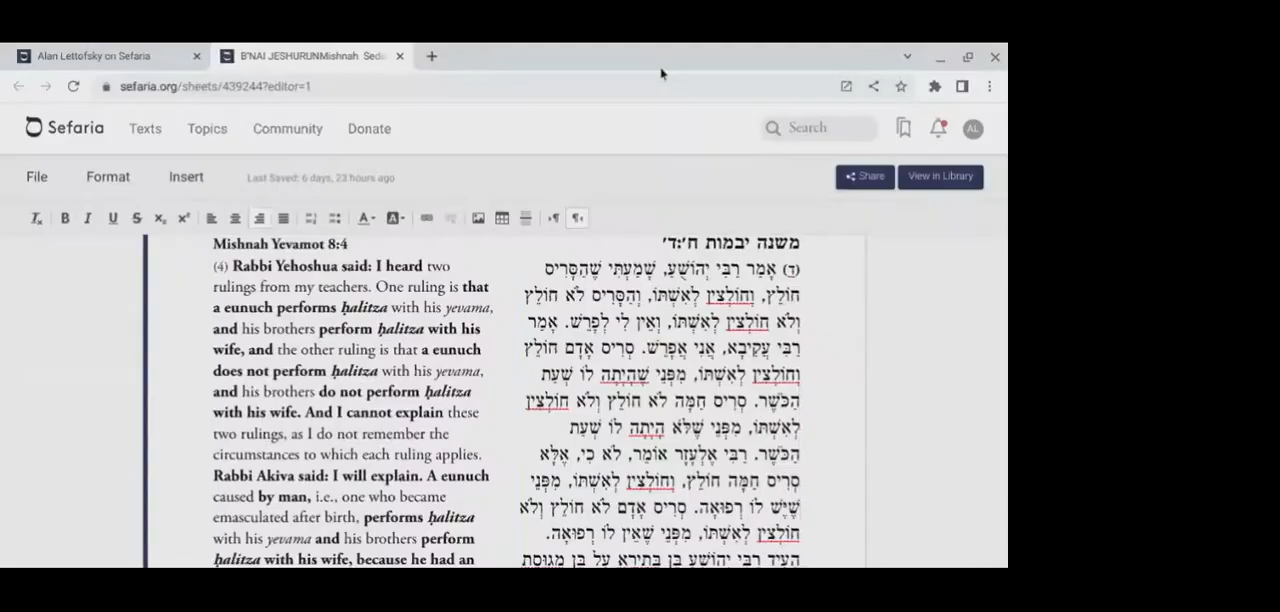 Alan Lettofsky on Sefaria
B"NAI JESHURUNMishnah Seda
sefaria.org/sheets/439244?editor=1
Sefaria
Texts
Topics
Community
Donate
Search
AL
File
Format
Insert
Last Saved: 6 days, 23 hours ago
Share
View in Library
Mishnah Yevamot 8:4
(4) Rabbi Yehoshua said: I heard two
rulings from my teachers. One ruling is that
a eunuch performs ḥalitza with his yevama,
and his brothers perform ḥalitza with his
wife, and the other ruling is that a eunuch
does not perform ḥalitza with his yevama,
and his brothers do not perform ḥalitza
with his wife. And I cannot explain these
two rulings, as I do not remember the
circumstances to which each ruling applies.
Rabbi Akiva said: I will explain. A eunuch
caused by man, i.e., one who became
emasculated after birth, performs ḥalitza
with his yevama and his brothers perform
ḥalitza with his wife, because he had an
משנה יבמות ח׳:ד׳
(ד) אָמַר רַבִּי יְהוֹשֻׁעַ, שָׁמַעְתִּי שֶׁהַסָּרִיס
חוֹלֵץ, וְחוֹלְצִין לְאִשְׁתּוֹ, וְהַסָּרִיס לֹא חוֹלֵץ
וְלֹא חוֹלְצִין לְאִשְׁתּוֹ, וְאֵין לִי לְפָרֵשׁ. אָמַר
רַבִּי עֲקִיבָא, אֲנִי אֲפָרֵשׁ. סְרִיס אָדָם חוֹלֵץ
וְחוֹלְצִין לְאִשְׁתּוֹ, מִפְּנֵי שֶׁהָיְתָה לוֹ שְׁעַת
הַכֹּשֶׁר. סְרִיס חַמָּה לֹא חוֹלֵץ וְלֹא חוֹלְצִין
לְאִשְׁתּוֹ, מִפְּנֵי שֶׁלֹּא הָיְתָה לוֹ שְׁעַת
הַכֹּשֶׁר. רַבִּי אֶלְעָזָר אוֹמֵר, לֹא כִי, אֶלָּא
סְרִיס חַמָּה חוֹלֵץ, וְחוֹלְצִין לְאִשְׁתּוֹ, מִפְּנֵי
שֶׁיֶּשׁ לוֹ רְפוּאָה. סְרִיס אָדָם לֹא חוֹלֵץ וְלֹא
חוֹלְצִין לְאִשְׁתּוֹ, מִפְּנֵי שֶׁאֵין לוֹ רְפוּאָה.
הֵעִיד רַבִּי יְהוֹשֻׁעַ בֶּן בְּתֵירָא עַל בֶּן מְגוּסַת